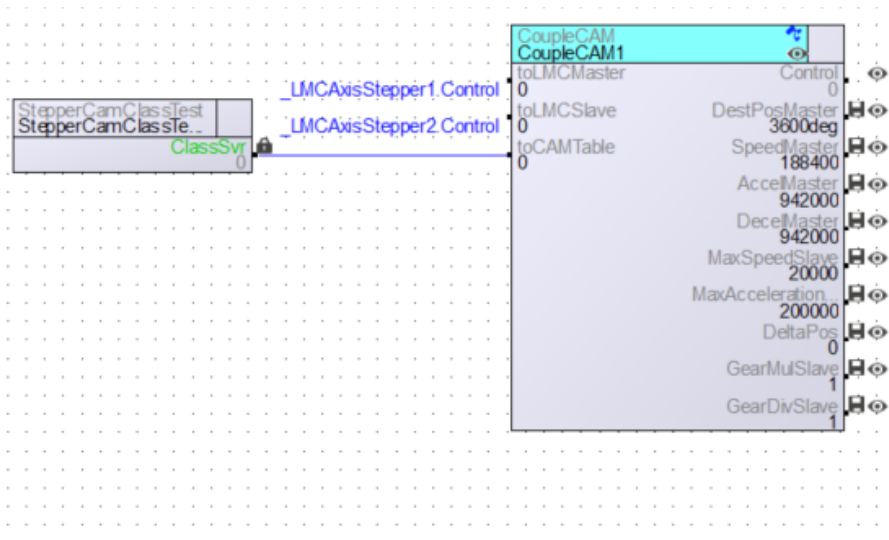 CoupleCAM
CoupleCAM1
toLMCMaster Control
_LMCAxisStepper1.Control 0 0
StepperCamClassTest toLMCSlave DestPosMaster
StepperCamClassTe... _LMCAxisStepper2.Control 0 3600deg
ClassSvr toCAMTable SpeedMaster
0 0 188400
AccelMaster
942000
DecelMaster
942000
MaxSpeedSlave
20000
MaxAcceleration...
200000
DeltaPos
0
GearMulSlave
1
GearDivSlave
1